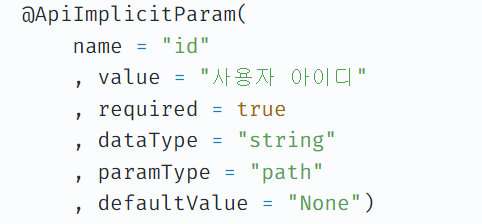 @ApiImplicitParam(
name = "id"
, value = "사용자 아이디"
, required = true
, dataType = "string"
, paramType = "path"
, defaultValue = "None")